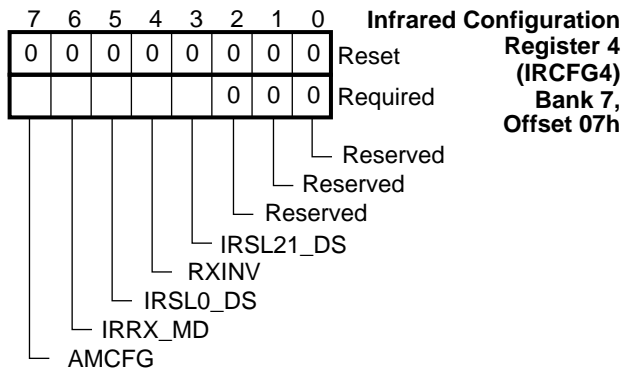 7 6 5 4 3 2 1 0
Infrared Configuration
Register 4
(IRCFG4)
Bank 7,
Offset 07h
0 0 0 0 0 0 0 0 Reset
0 0 0 Required
Reserved
Reserved
Reserved
IRSL21_DS
RXINV
IRSL0_DS
IRRX_MD
AMCFG